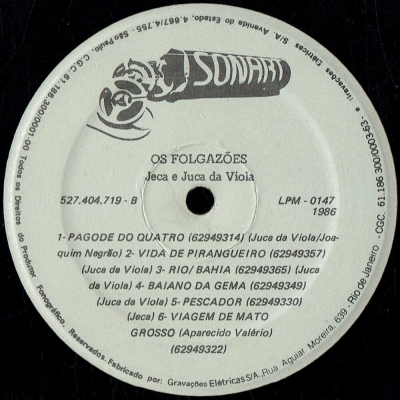 SONART
OS FOLGAZÕES
Jeca e Juca da Viola
527.404.719 - B
LPM - 0147
1986
1- PAGODE DO QUATRO (62949314) (Juca da Viola/Joa-
quim Negrão) 2- VIDA DE PIRANGUEIRO (62949357)
(Juca da Viola) 3- RIO/ BAHIA (62949365) (Juca
da Viola) 4- BAIANO DA GEMA (62949349)
(Juca da Viola) 5- PESCADOR (62949330)
(Jeca) 6- VIAGEM DE MATO
GROSSO (Aparecido Valério)
(62949322)
Gravações Elétricas S/A. Avenida do Estado, 4.667/4.755- São Paulo. C.G.C. 61.186.300/0001-00 Todos os Direitos do Produtor Fonográfico. Reservados. Fabricado por: Gravações Elétricas S/A., Rua Aguiar Moreira, 639 - Rio de Janeiro - CGC. 61.186.300/0003-63-